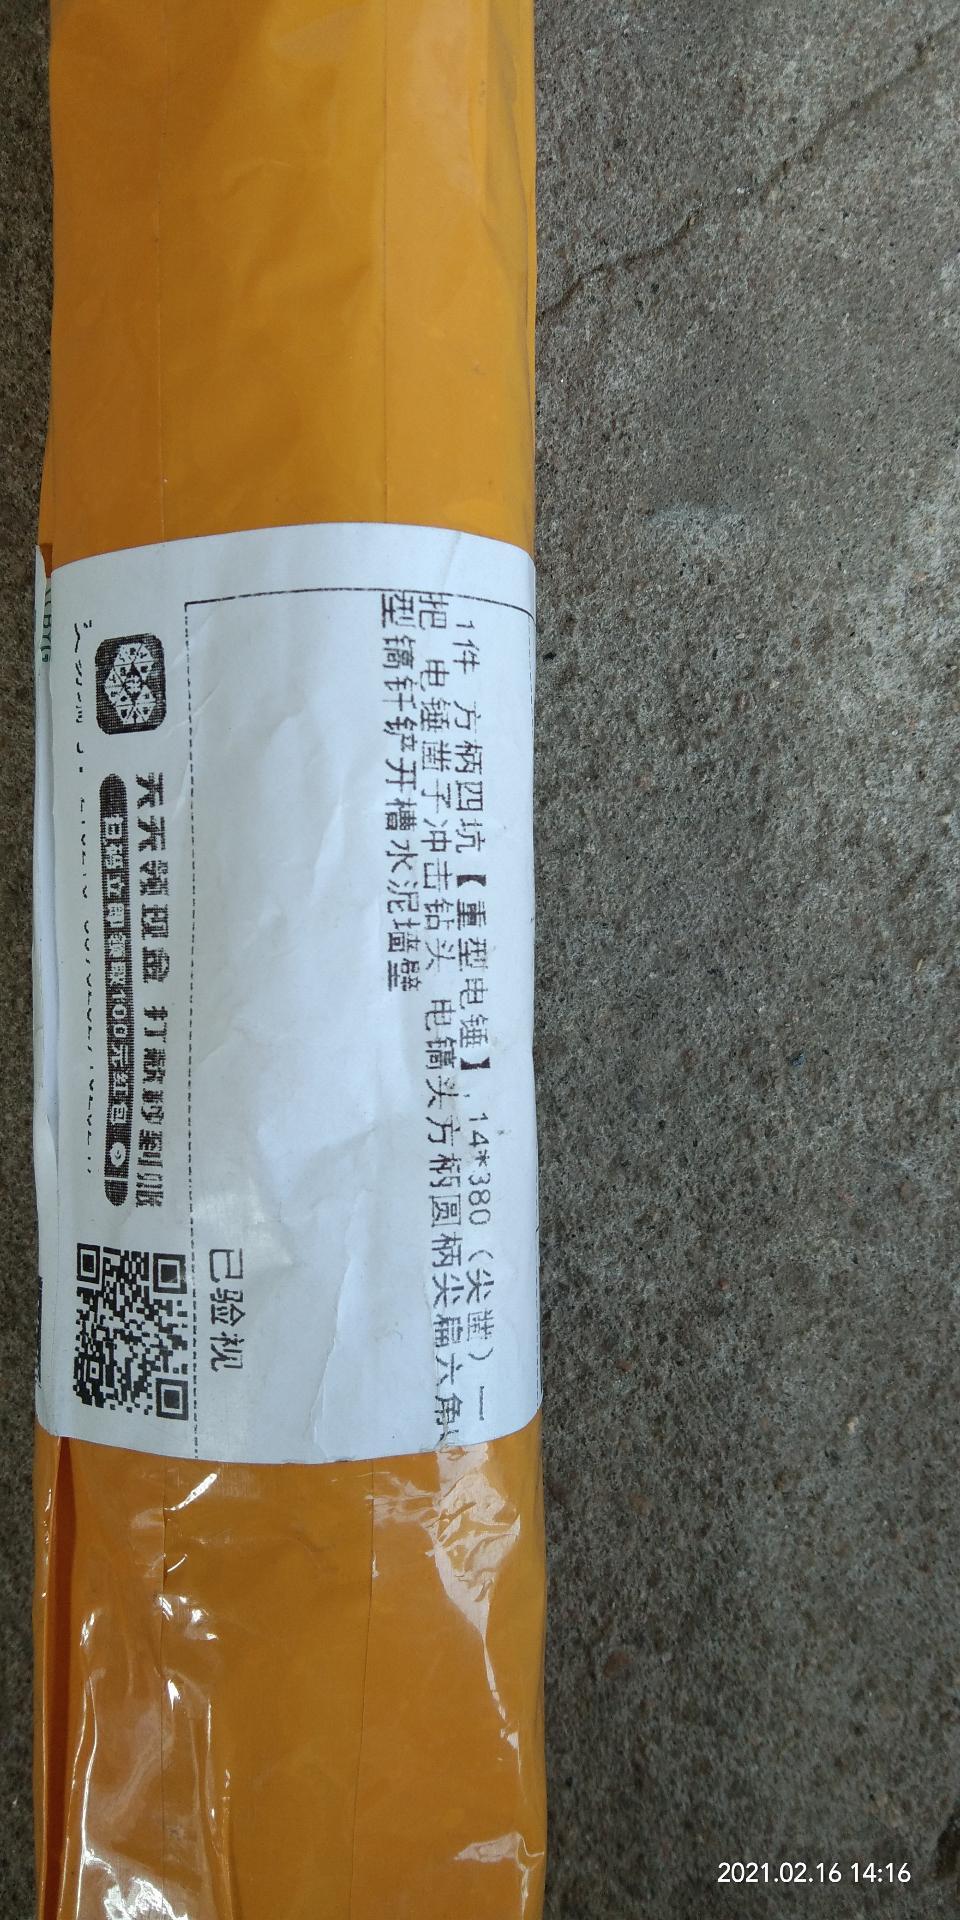 1件 方柄四坑【重型电锤】,14*380（尖凿）一
把 电锤凿子冲击钻头 电镐头方柄圆柄尖扁六角
型镐钎铲开槽水泥墙壁
已验视
天天领现金 打款秒到账
2021.02.16 14:16